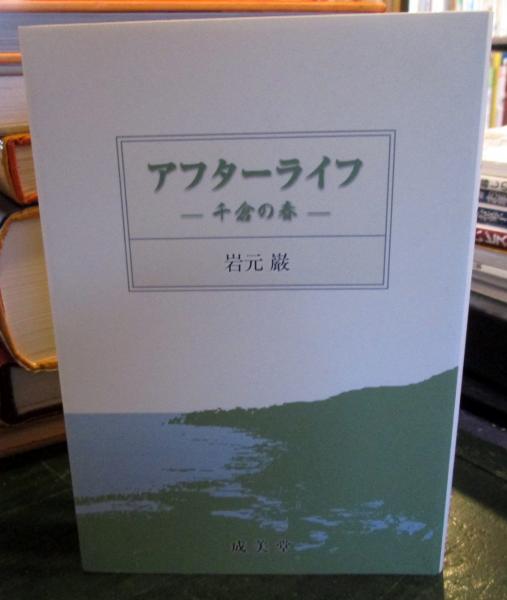 アフターライフ
― 千倉の春 ―
岩元 巌
成美堂